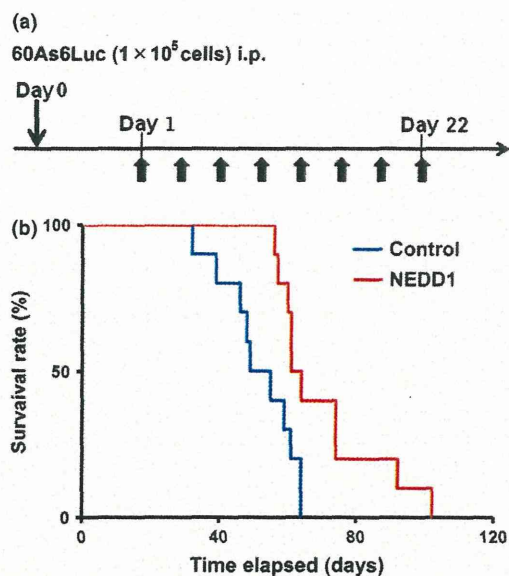 (a)
60As6Luc (1 × 10⁵ cells) i.p.
Day 0
Day 1
Day 22
(b)
100
50
0
Survaival rate (%)
Control
NEDD1
0
40
80
120
Time elapsed (days)